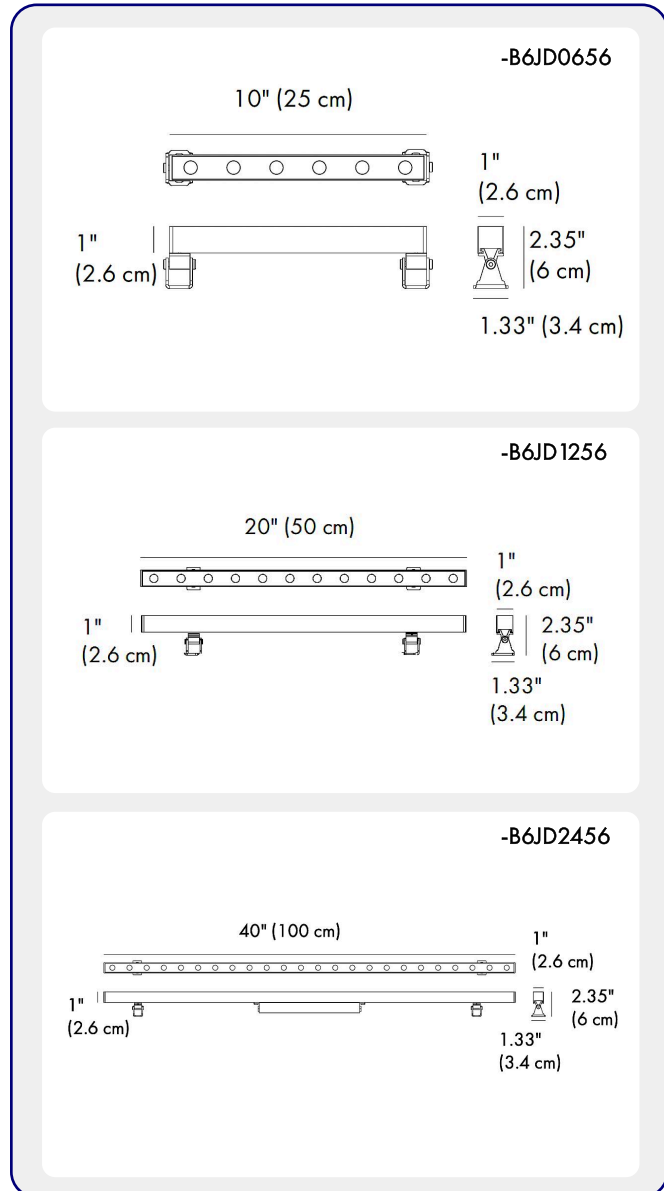 -B6JD0656
10" (25 cm)
1"
(2.6 cm)
1"
(2.6 cm)
2.35"
(6 cm)
1.33" (3.4 cm)
-B6JD1256
20" (50 cm)
1"
(2.6 cm)
1"
(2.6 cm)
2.35"
(6 cm)
1.33"
(3.4 cm)
-B6JD2456
40" (100 cm)
1"
(2.6 cm)
1"
(2.6 cm)
2.35"
(6 cm)
1.33"
(3.4 cm)